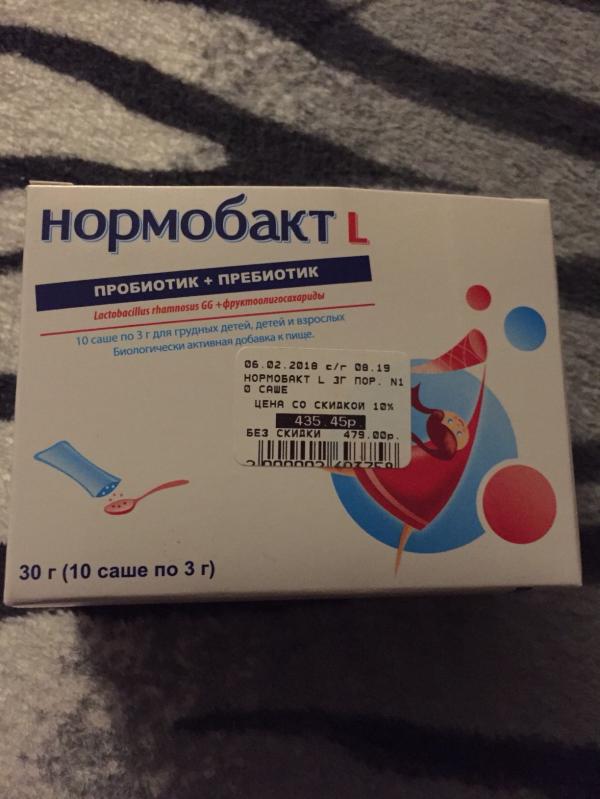 нормобакт L
ПРОБИОТИК + ПРЕБИОТИК
Lactobacillus rhamnosus GG +фруктоолигосахариды
10 саше по 3 г для грудных детей, детей и взрослых
Биологически активная добавка к пище.
06.02.2018 с/г 08.19
НОРМОБАКТ L 3Г ПОР. N1
0 САШЕ
ЦЕНА СО СКИДКОЙ 10%
435.45р.
БЕЗ СКИДКИ 479.00р.
30 г (10 саше по 3 г)